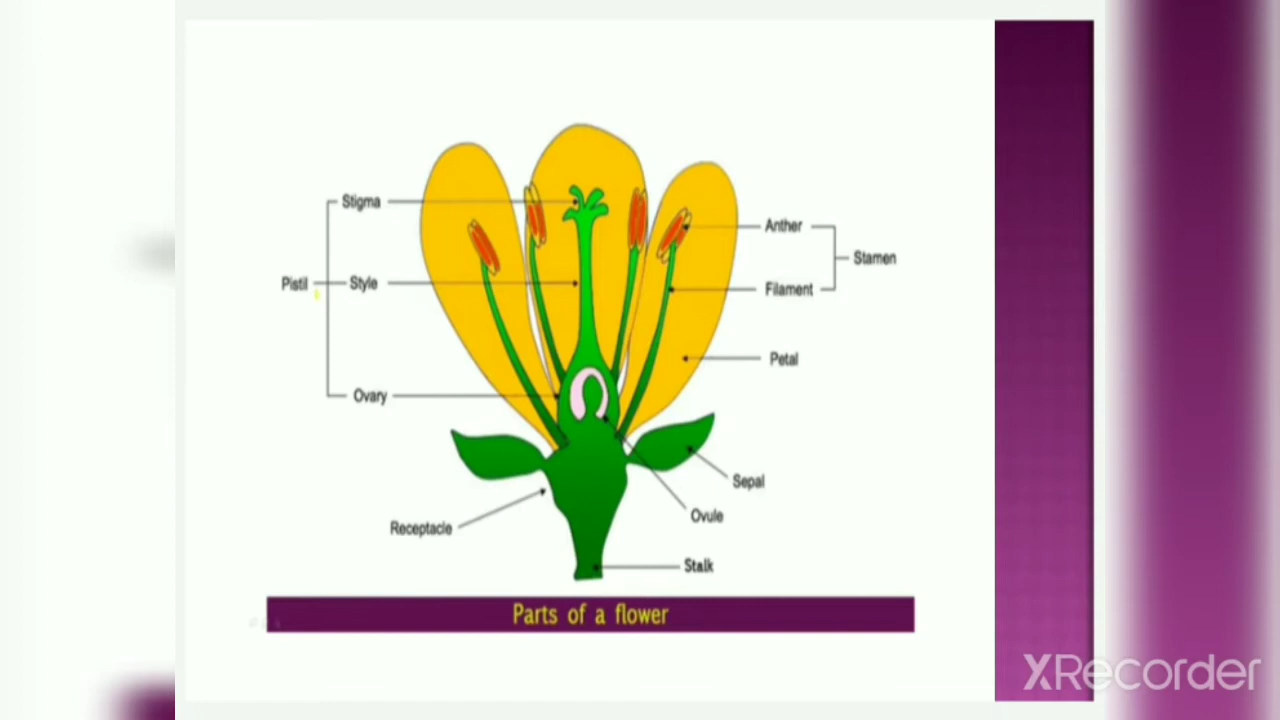 Stigma
Anther
Stamen
Pistil
Style
Filament
Petal
Ovary
Sepal
Ovule
Receptacle
Stalk
Parts of a flower
XRecorder